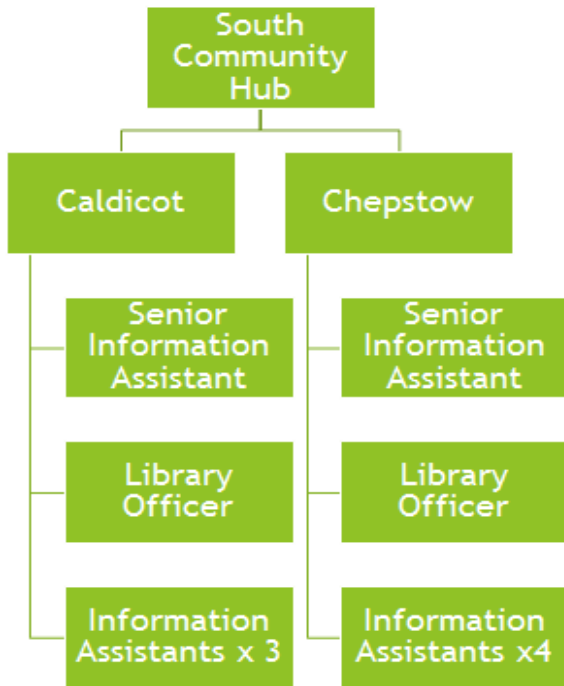 South
Community
Hub
Caldicot
Senior
Information
Assistant
Library
Officer
Information
Assistants x 3
Chepstow
Senior
Information
Assistant
Library
Officer
Information
Assistants x4